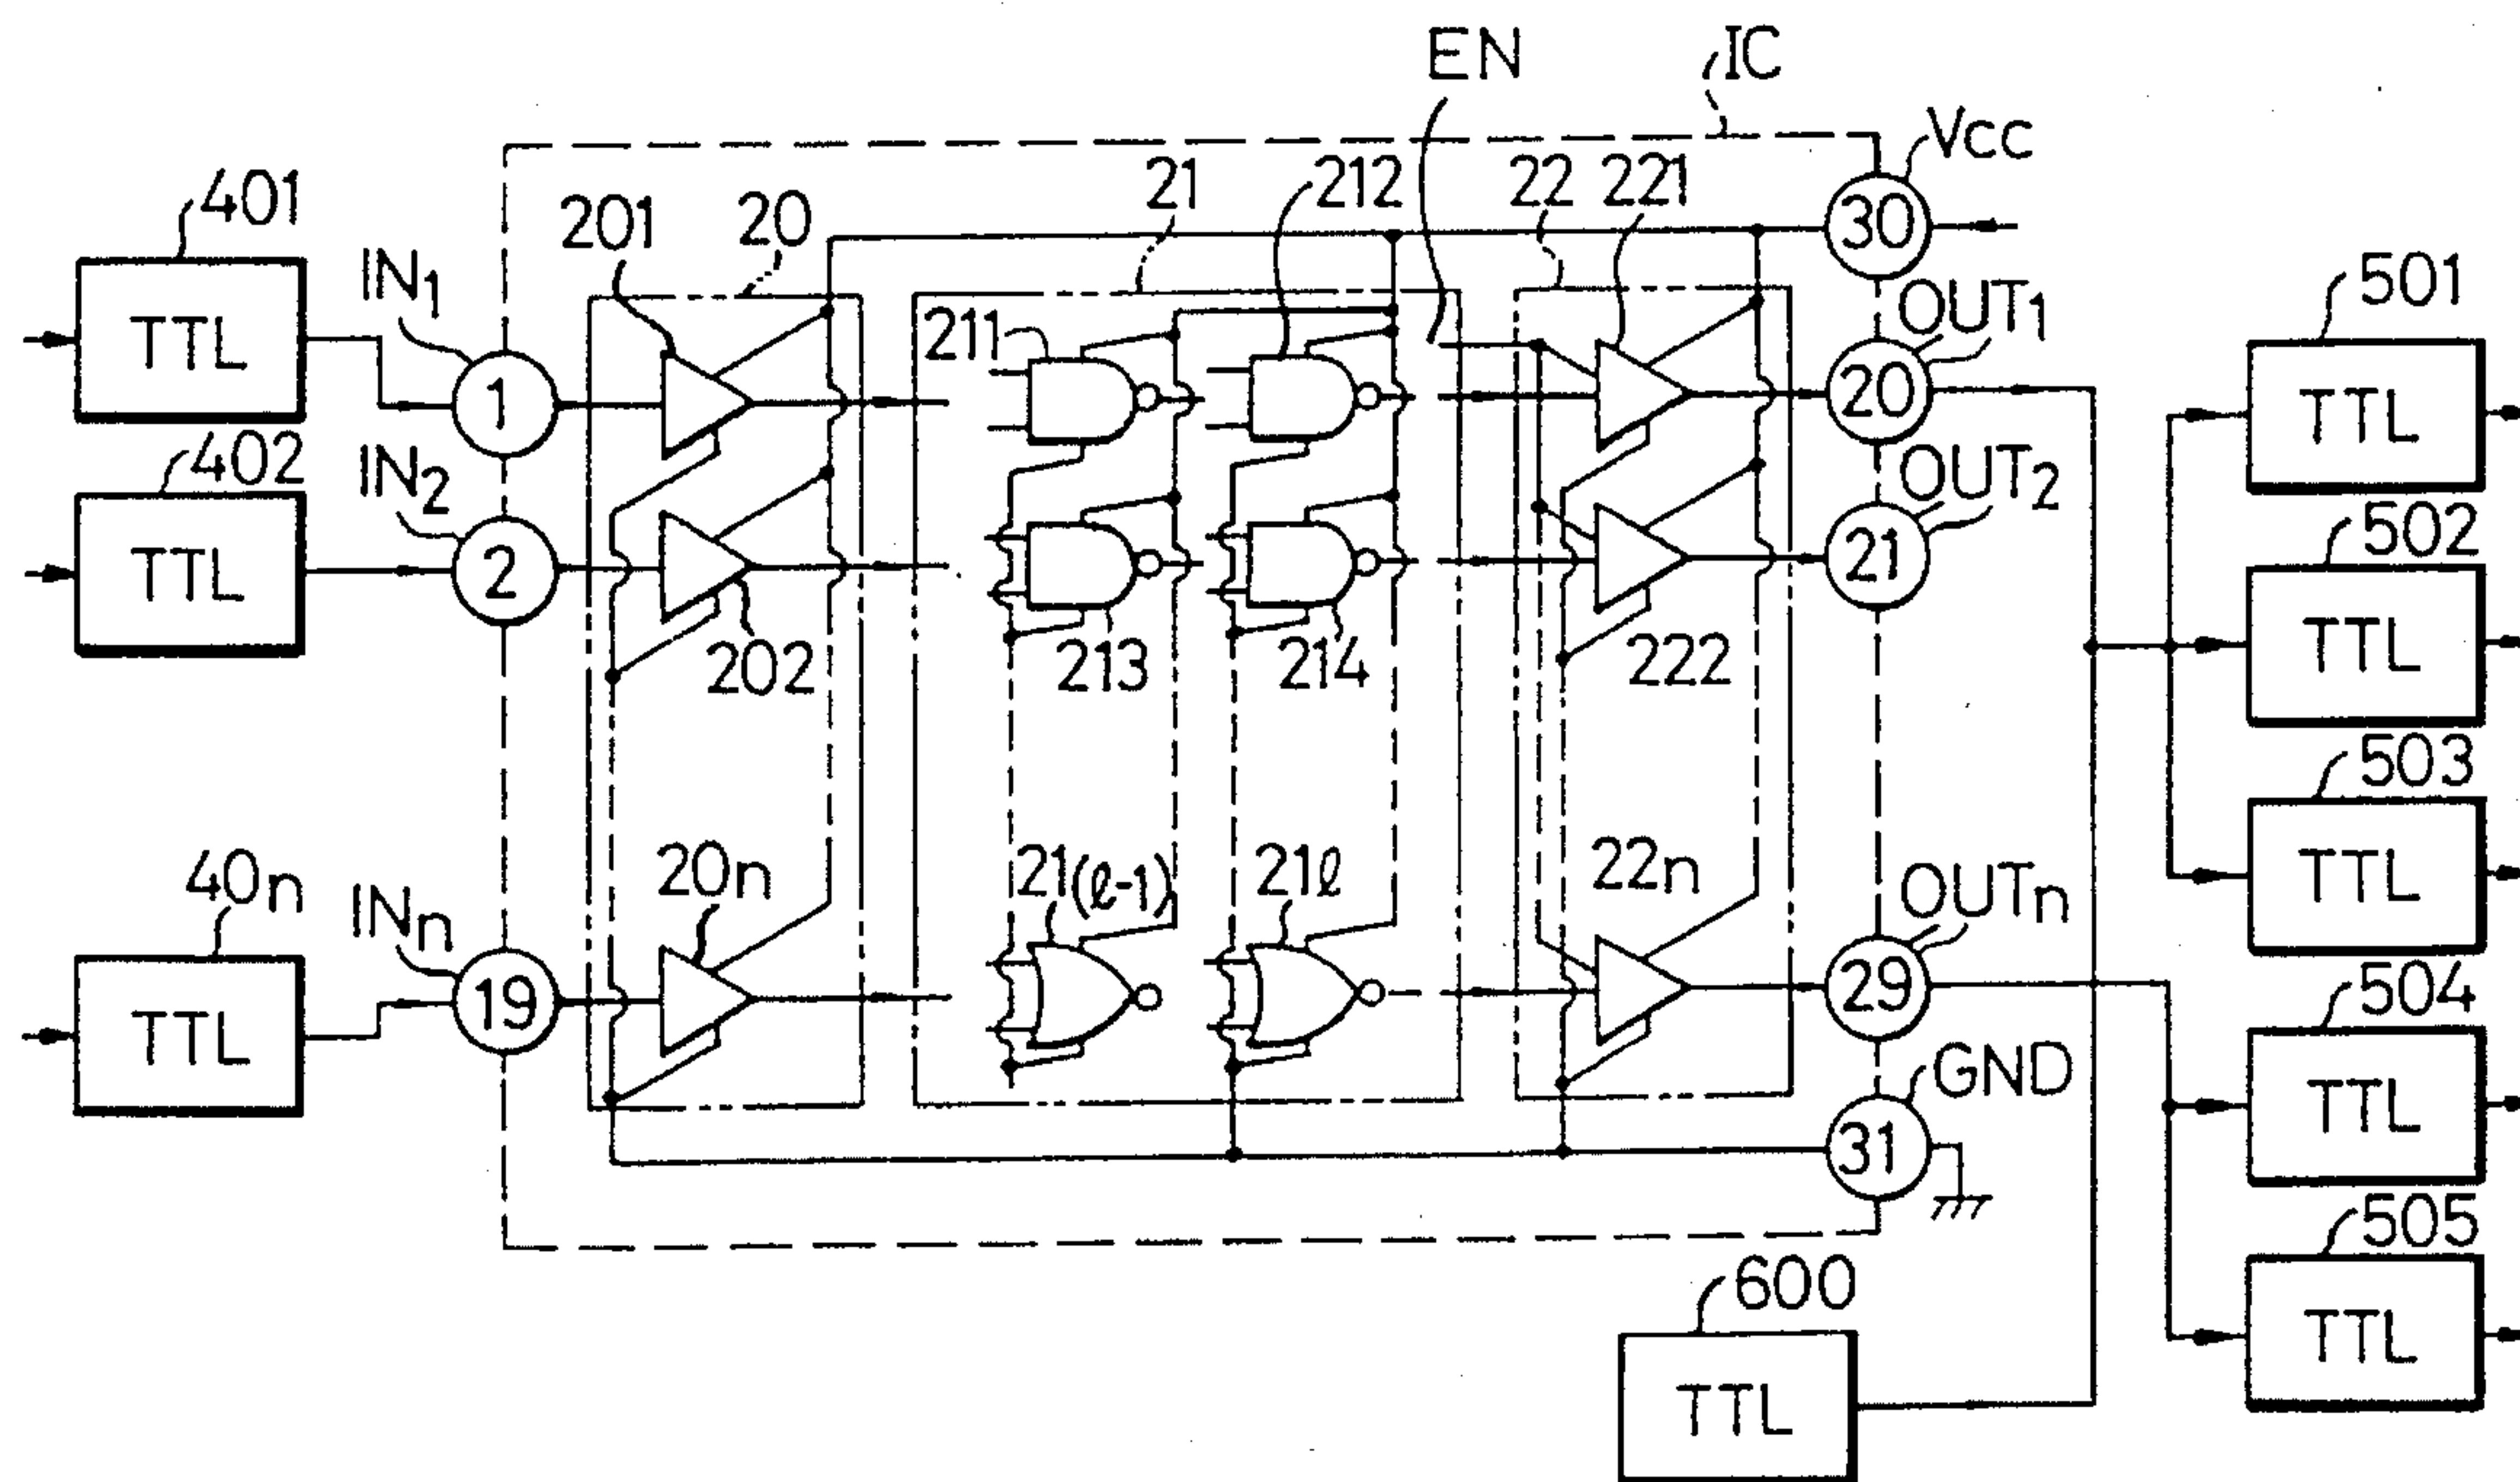 EN
IC
VCC
21
212
22
221
401
201
20
30
501
IN1
OUT1
TTL
211
1
20
TTL
402
IN2
OUT2
502
TTL
2
21
TTL
202
213
214
222
503
TTL
40n
INn
20n
21(ℓ-1)
21ℓ
22n
OUTn
504
TTL
19
29
TTL
GND
31
505
600
TTL
TTL